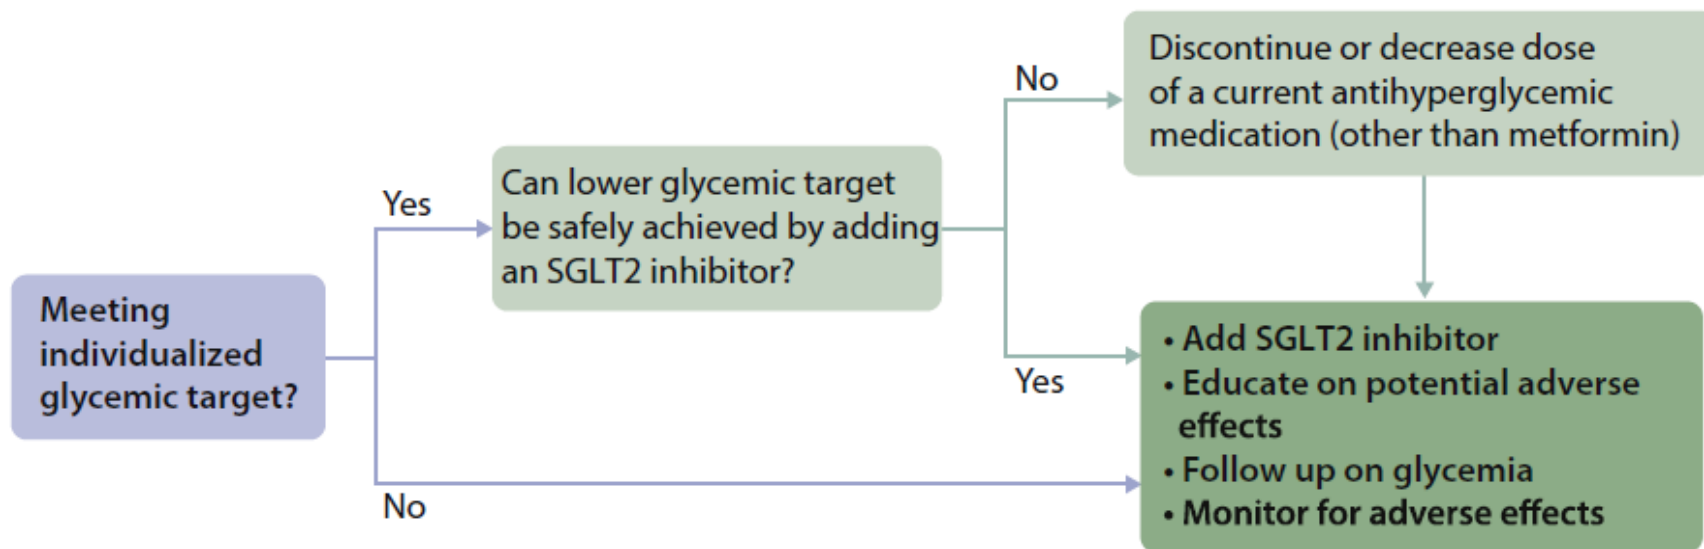 Meeting
individualized
glycemic target?
Yes
No
Can lower glycemic target
be safely achieved by adding
an SGLT2 inhibitor?
No
Yes
Discontinue or decrease dose
of a current antihyperglycemic
medication (other than metformin)
• Add SGLT2 inhibitor
• Educate on potential adverse
effects
• Follow up on glycemia
• Monitor for adverse effects